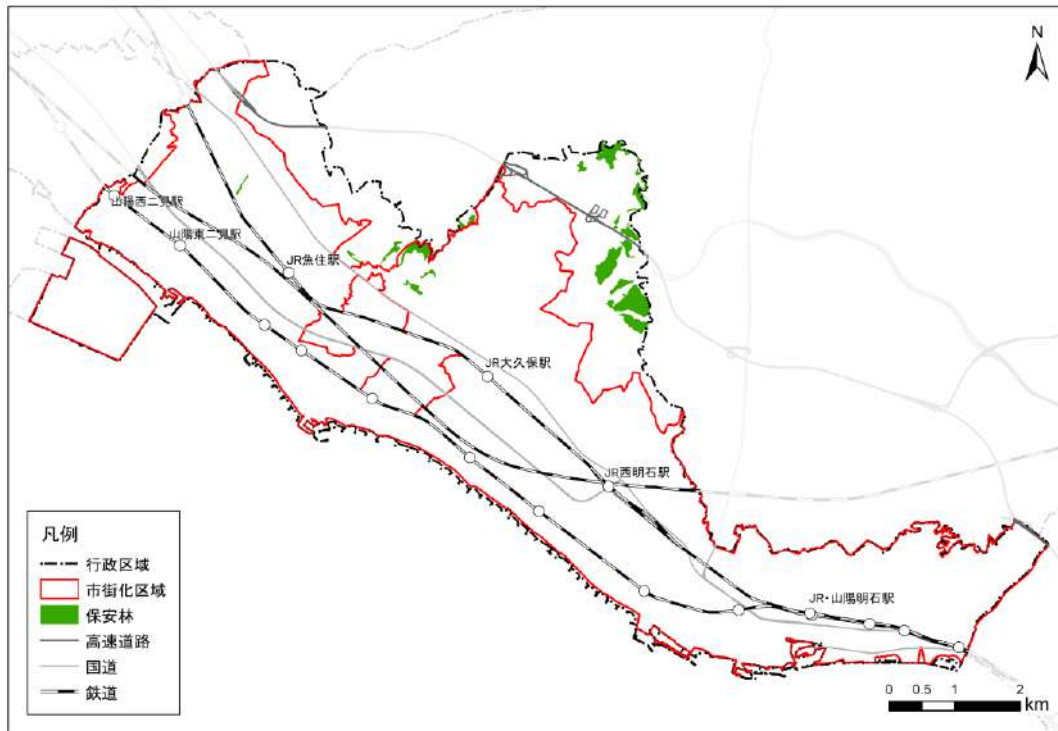 N
山陽西二見駅
山陽東二見駅
JR魚住駅
JR大久保駅
JR西明石駅
JR・山陽明石駅
凡例
行政区域
市街化区域
保安林
高速道路
国道
鉄道
0 0.5 1 2
km